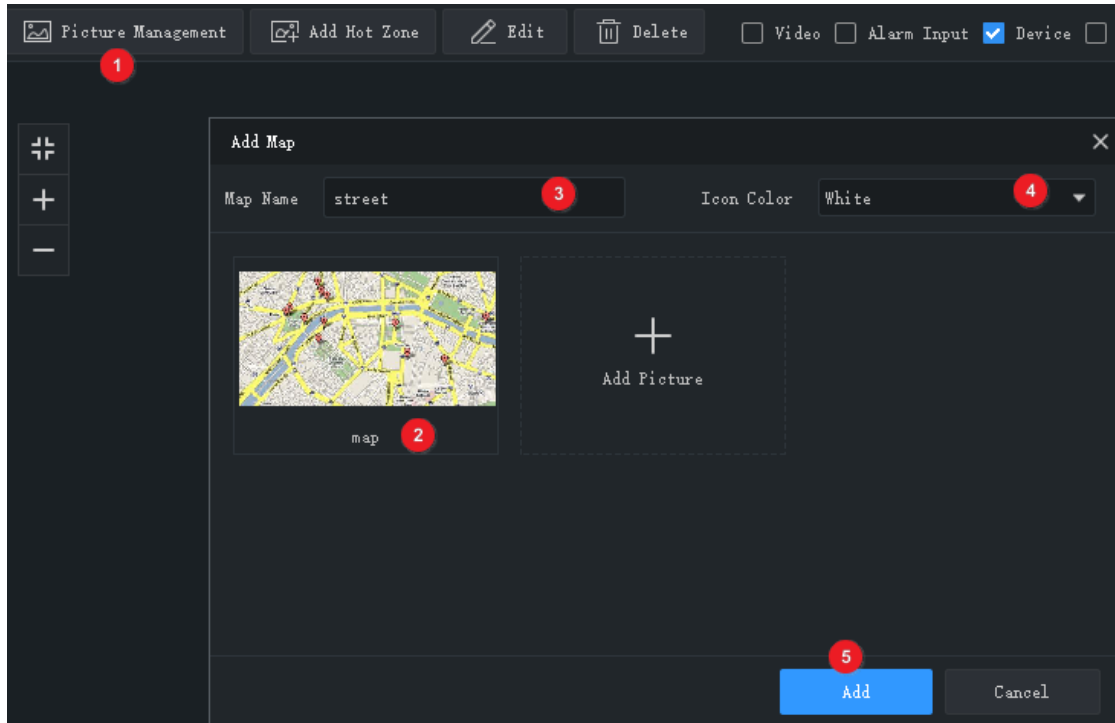 Picture Management Add Hot Zone Edit Delete Video Alarm Input Device
1
Add Map
Map Name street 3 Icon Color White 4
Add Picture
map 2
5
Add Cancel